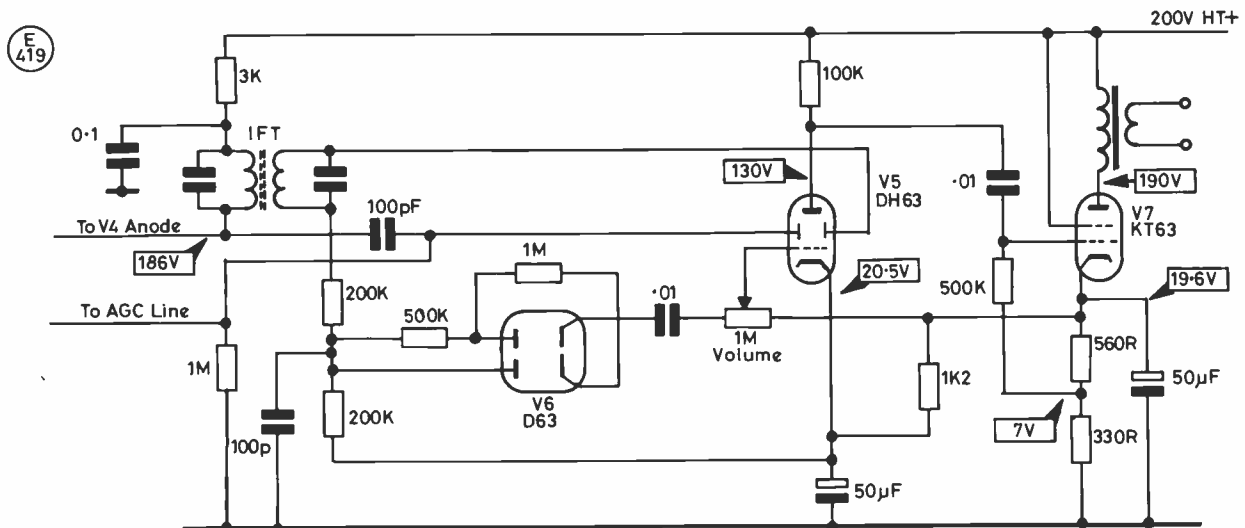 E
419
200V HT+
3K
100K
0·1
IFT
130V
V5
DH63
·01
190V
V7
KT63
100pF
To V4 Anode
186V
1M
20·5V
500K
19·6V
200K
To AGC Line
500K
·01
1M
Volume
560R
1M
1K2
50µF
V6
D63
200K
7V
330R
100p
50µF